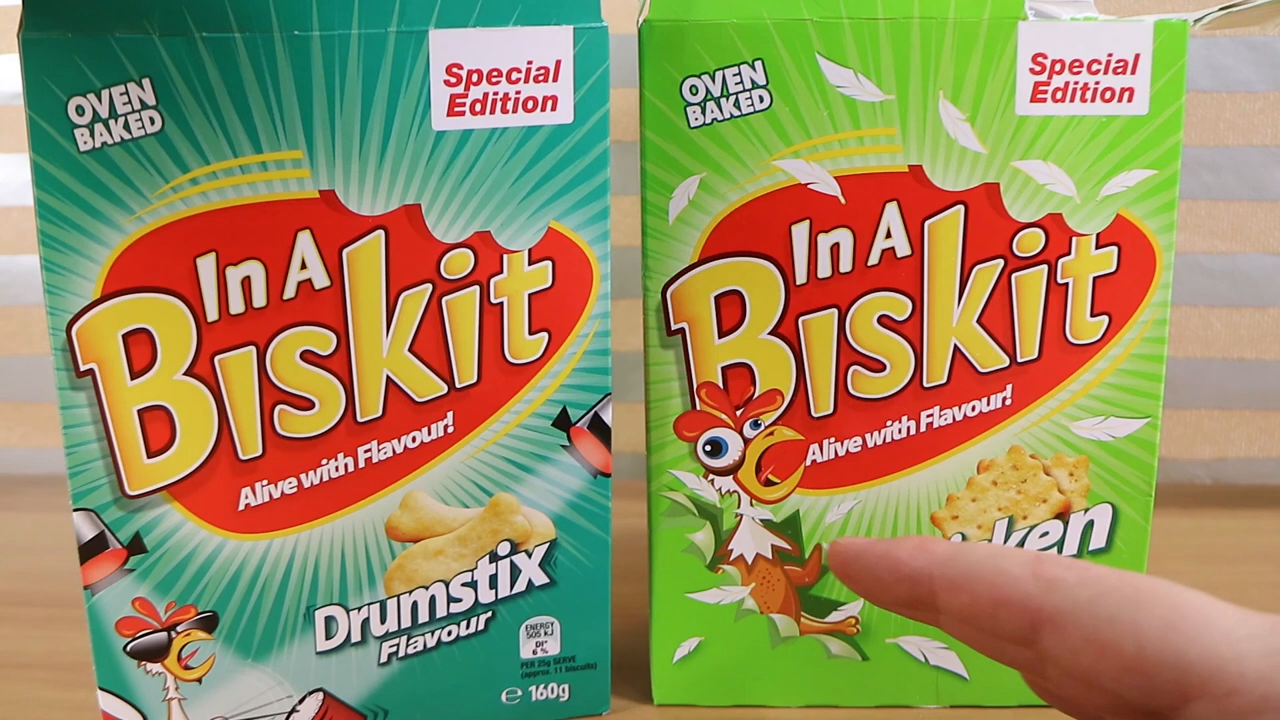 OVEN
BAKED
Special
Edition
In A
Biskit
Alive with Flavour!
Drumstix
Flavour
ENERGY
505 kJ
DI*
6%
PER 25g SERVE
(approx. 11 biscuits)
e 160g
OVEN
BAKED
Special
Edition
In A
Biskit
Alive with Flavour!